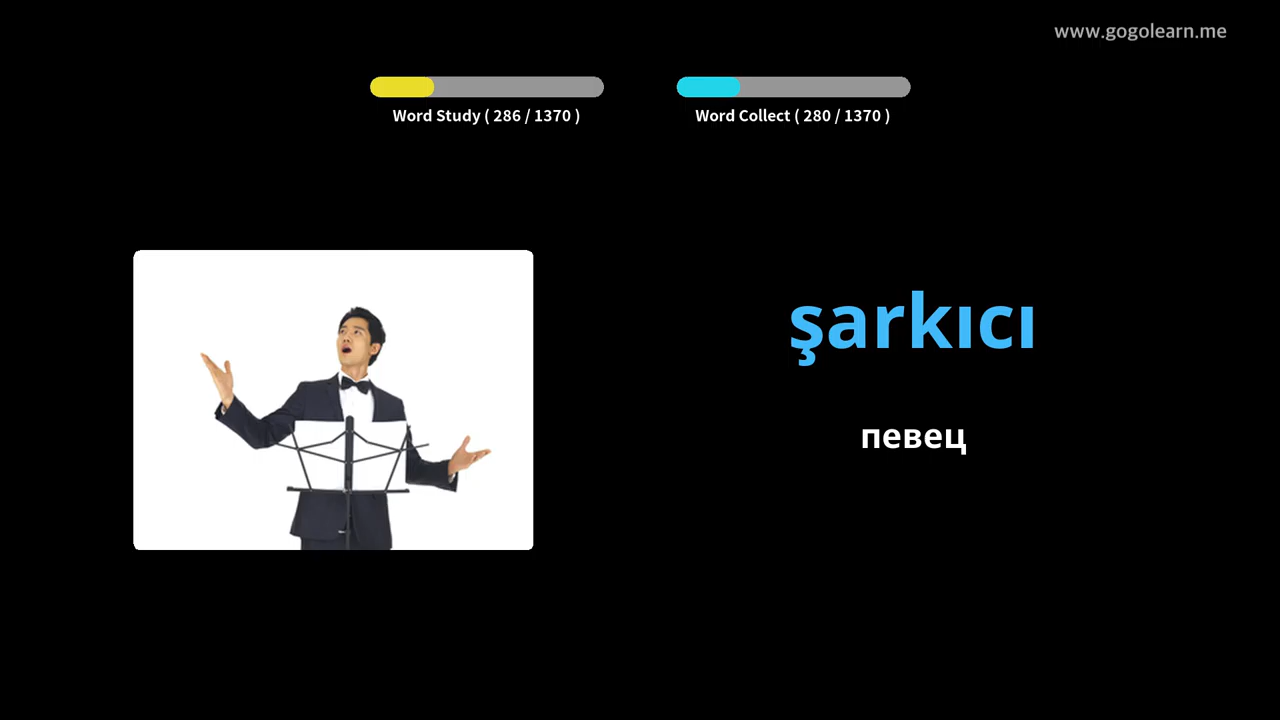 www.gogolearn.me
Word Study ( 286 / 1370 )
Word Collect ( 280 / 1370 )
şarkıcı
певец